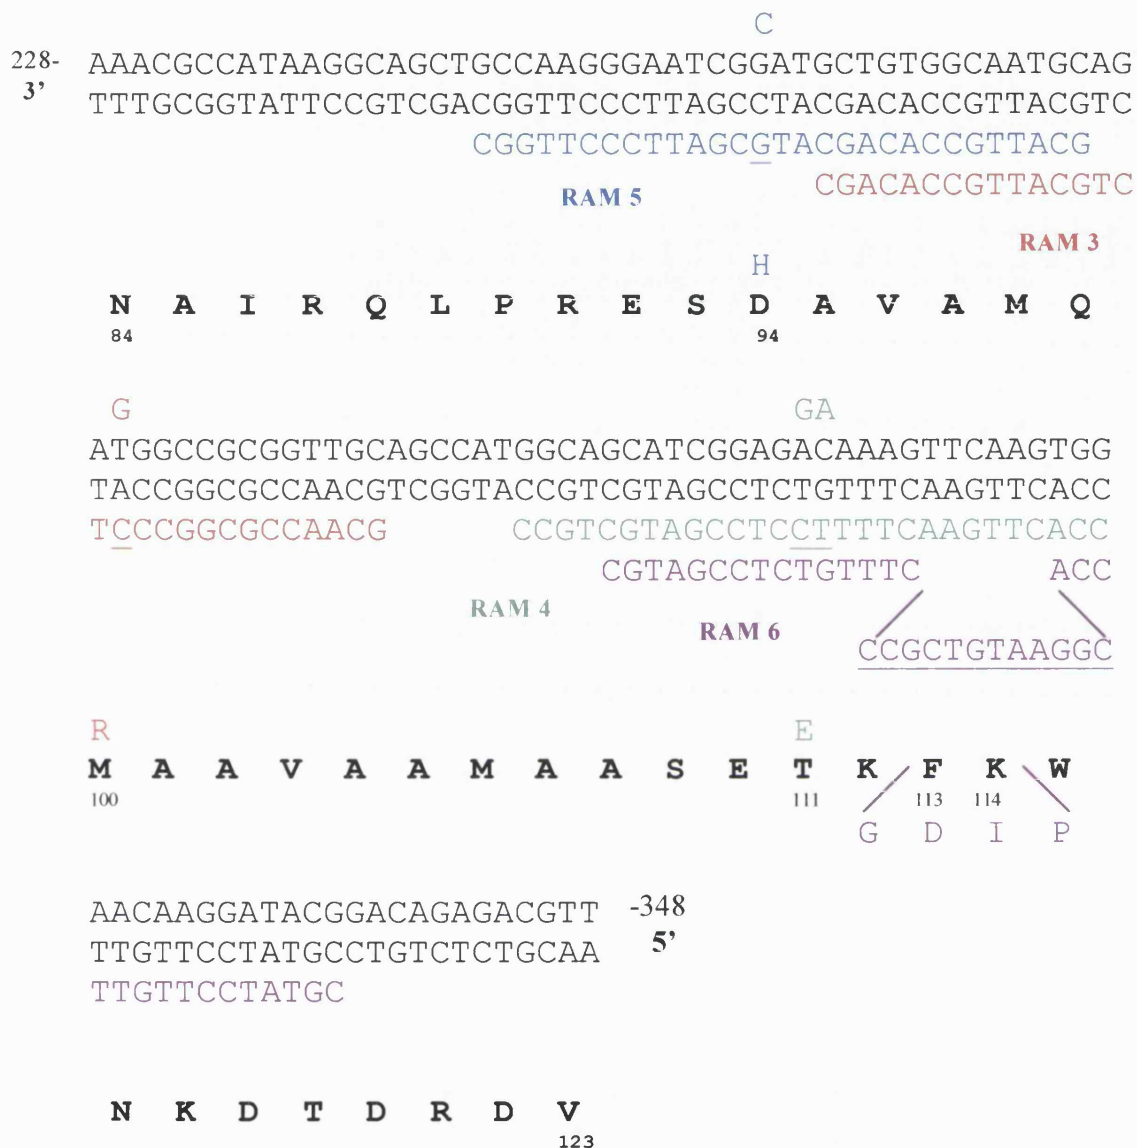 C
228- AAACGCCATAAGGCAGCTGCCAAGGGAATCGGATGCTGTGGCAATGCAG
3' TTTGCGGTATTCCGTCGACGGTTCCCTTAGCCTACGACACCGTTACGTC
CGGTTCCCTTAGCGTACGACACCGTTACG
CGACACCGTTACGTC
RAM 5
RAM 3
H
N A I R Q L P R E S D A V A M Q
84 94
G GA
ATGGCCGCGGTTGCAGCCATGGCAGCATCGGAGACAAAGTTCAAGTGG
TACCGGCGCCAACGTCGGTACCGTCGTAGCCTCTGTTTCAAGTTCACC
TCCCGGCGCCAACG CCGTCGTAGCCTCCTTTTCAAGTTCACC
CGTAGCCTCTGTTTC ACC
RAM 4 RAM 6
CCGCTGTAAGGC
R E
M A A V A A M A A S E T K F K W
100 111 113 114
G D I P
AACAAGGATACGGACAGAGACGTT -348
TTGTTCCTATGCCTGTCTCTGCAA 5'
TTGTTCCTATGC
N K D T D R D V
123